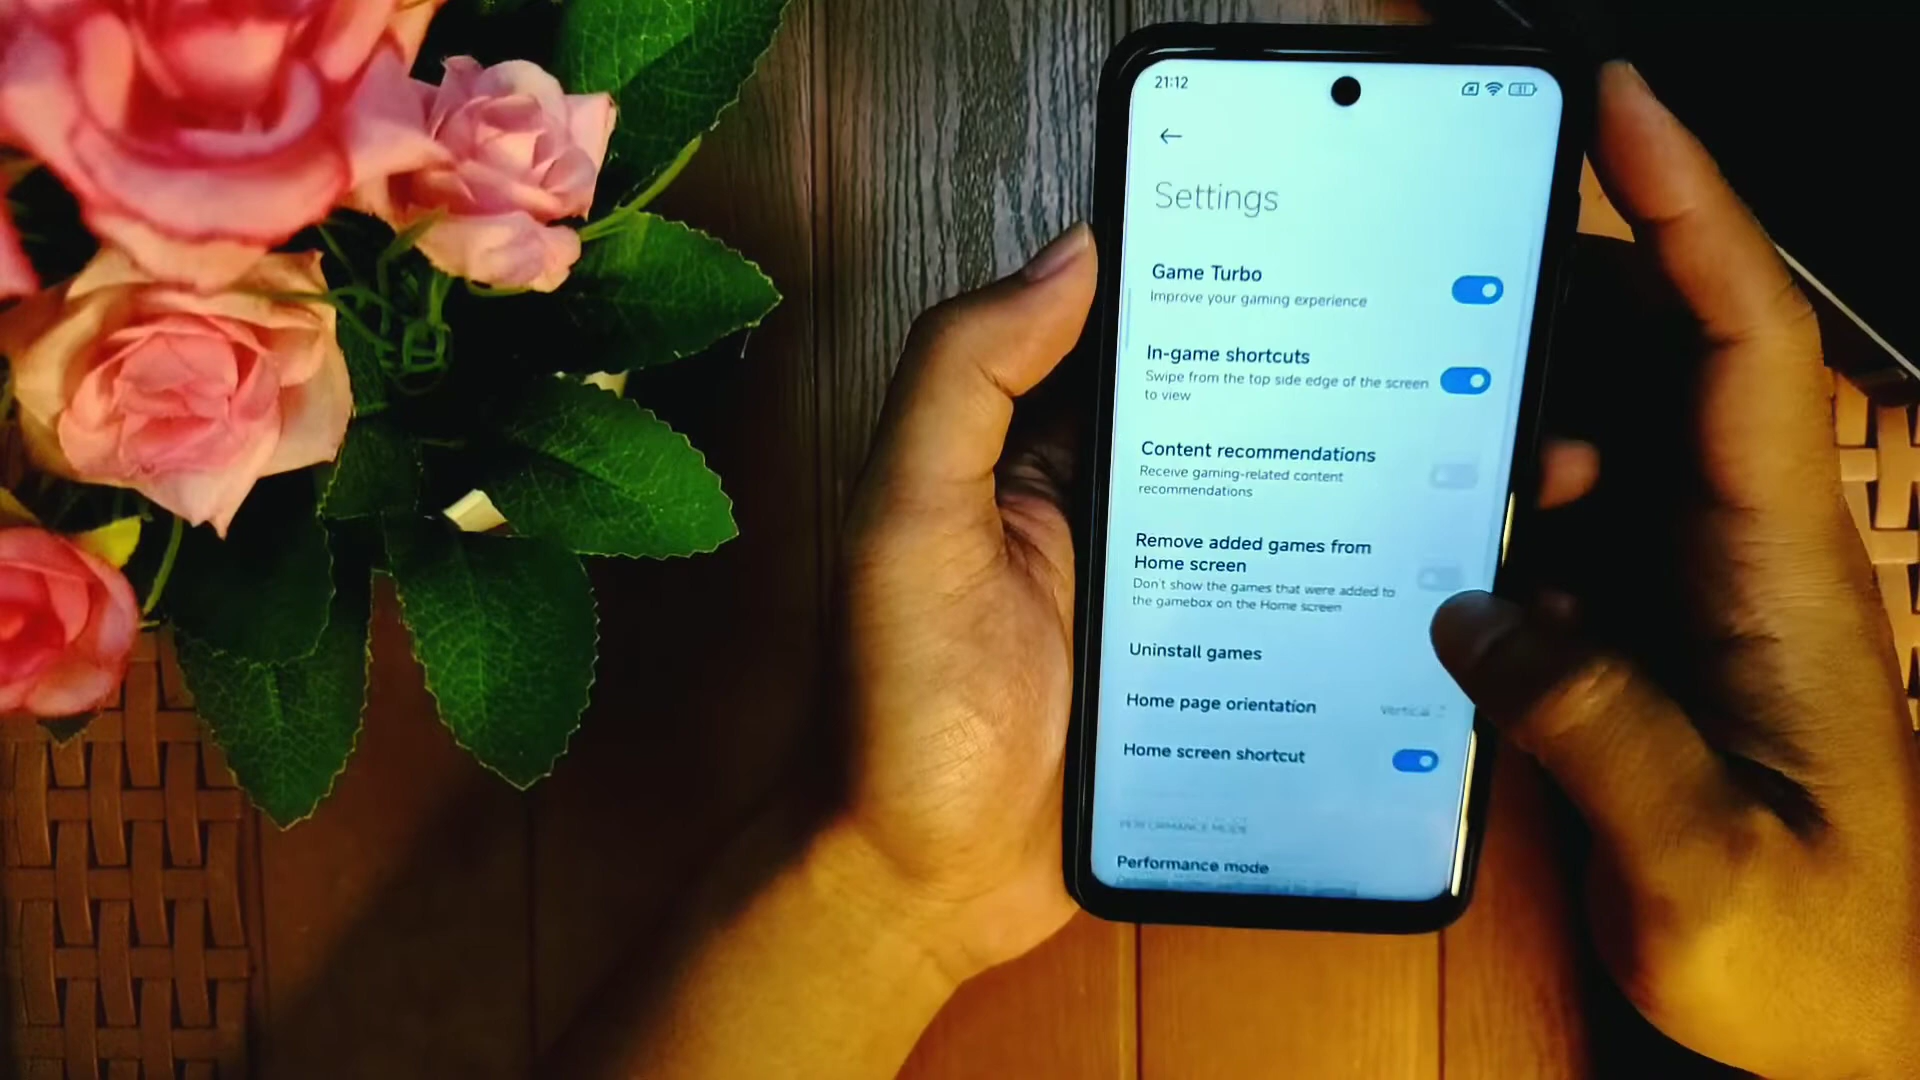 21:12
Settings
Game Turbo
Improve your gaming experience
In-game shortcuts
Swipe from the top side edge of the screen
to view
Content recommendations
Receive gaming-related content
recommendations
Remove added games from
Home screen
Don't show the games that were added to
the gamebox on the Home screen
Uninstall games
Home page orientation
Vertical
Home screen shortcut
PERFORMANCE MODE
Performance mode